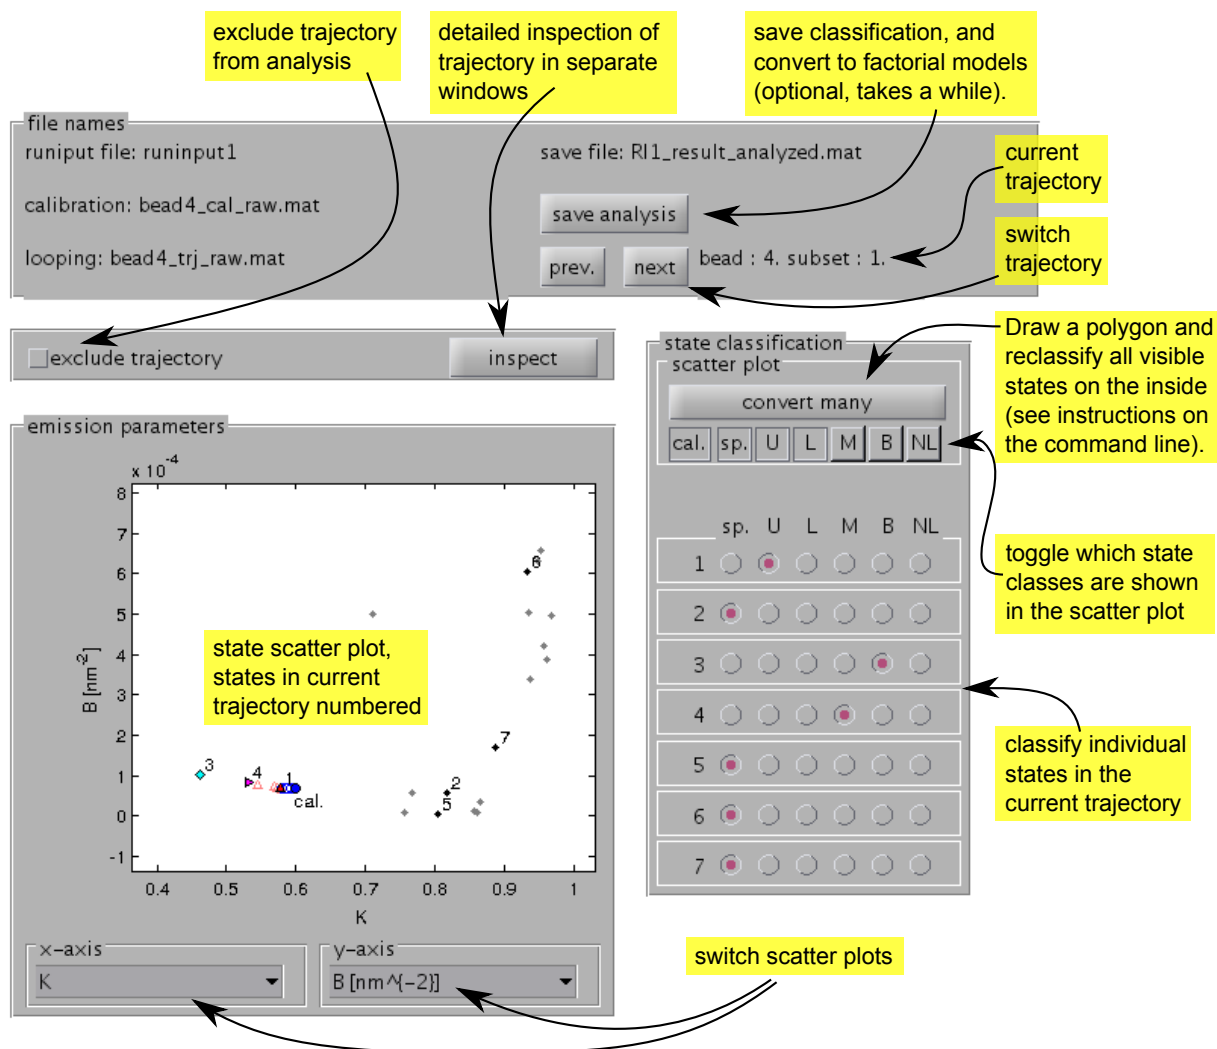 exclude trajectory
from analysis
detailed inspection of
trajectory in separate
windows
save classification, and
convert to factorial models
(optional, takes a while).
file names
runiput file: runinput1
save file: RI1_result_analyzed.mat
current
trajectory
calibration: bead4_cal_raw.mat
save analysis
looping: bead4_trj_raw.mat
prev.
next
bead : 4. subset : 1.
switch
trajectory
exclude trajectory
inspect
state classification
scatter plot
convert many
cal. sp. U L M B NL
Draw a polygon and
reclassify all visible
states on the inside
(see instructions on
the command line).
emission parameters
x 10^-4
8
7
6
5
4
3
2
1
0
-1
B [nm^-2]
6
7
2
5
3
4
1
cal.
state scatter plot,
states in current
trajectory numbered
0.4 0.5 0.6 0.7 0.8 0.9 1
K
sp. U L M B NL
1
2
3
4
5
6
7
toggle which state
classes are shown
in the scatter plot
classify individual
states in the
current trajectory
x-axis
K
y-axis
B [nm^{-2}]
switch scatter plots